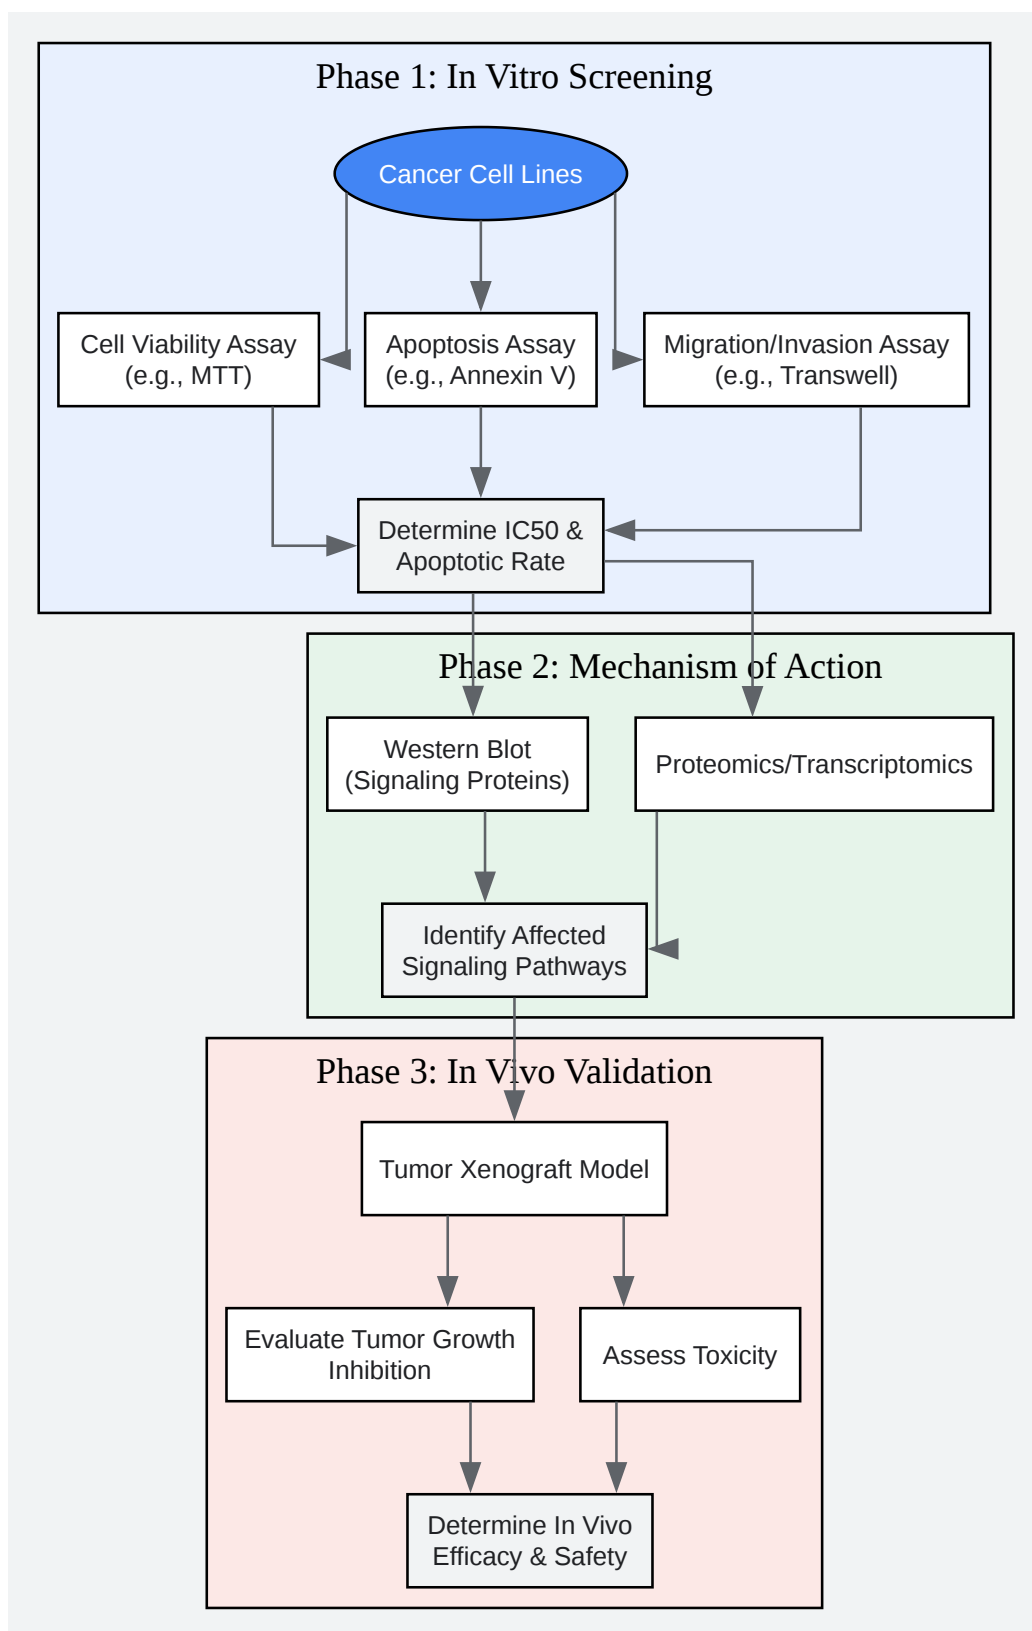 Phase 1: In Vitro Screening
Cancer Cell Lines
Cell Viability Assay
(e.g., MTT)
Apoptosis Assay
(e.g., Annexin V)
Migration/Invasion Assay
(e.g., Transwell)
Determine IC50 &
Apoptotic Rate
Phase 2: Mechanism of Action
Western Blot
(Signaling Proteins)
Proteomics/Transcriptomics
Identify Affected
Signaling Pathways
Phase 3: In Vivo Validation
Tumor Xenograft Model
Evaluate Tumor Growth
Inhibition
Assess Toxicity
Determine In Vivo
Efficacy & Safety